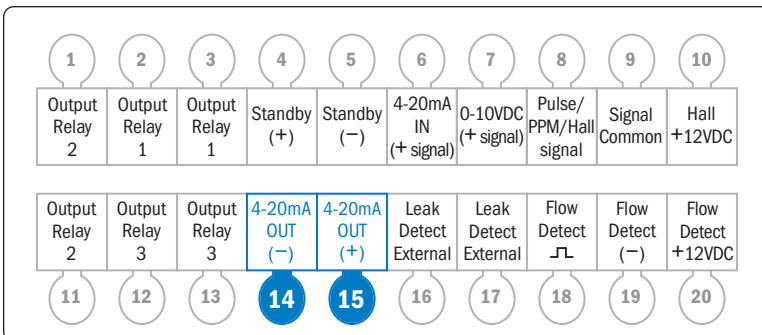 1 2 3 4 5 6 7 8 9 10
Output Relay 2
Output Relay 1
Output Relay 1
Standby (+)
Standby (−)
4-20mA IN (+ signal)
0-10VDC (+ signal)
Pulse/ PPM/Hall signal
Signal Common
Hall +12VDC
Output Relay 2
Output Relay 3
Output Relay 3
4-20mA OUT (−)
4-20mA OUT (+)
Leak Detect External
Leak Detect External
Flow Detect
Flow Detect (−)
Flow Detect +12VDC
11 12 13 14 15 16 17 18 19 20